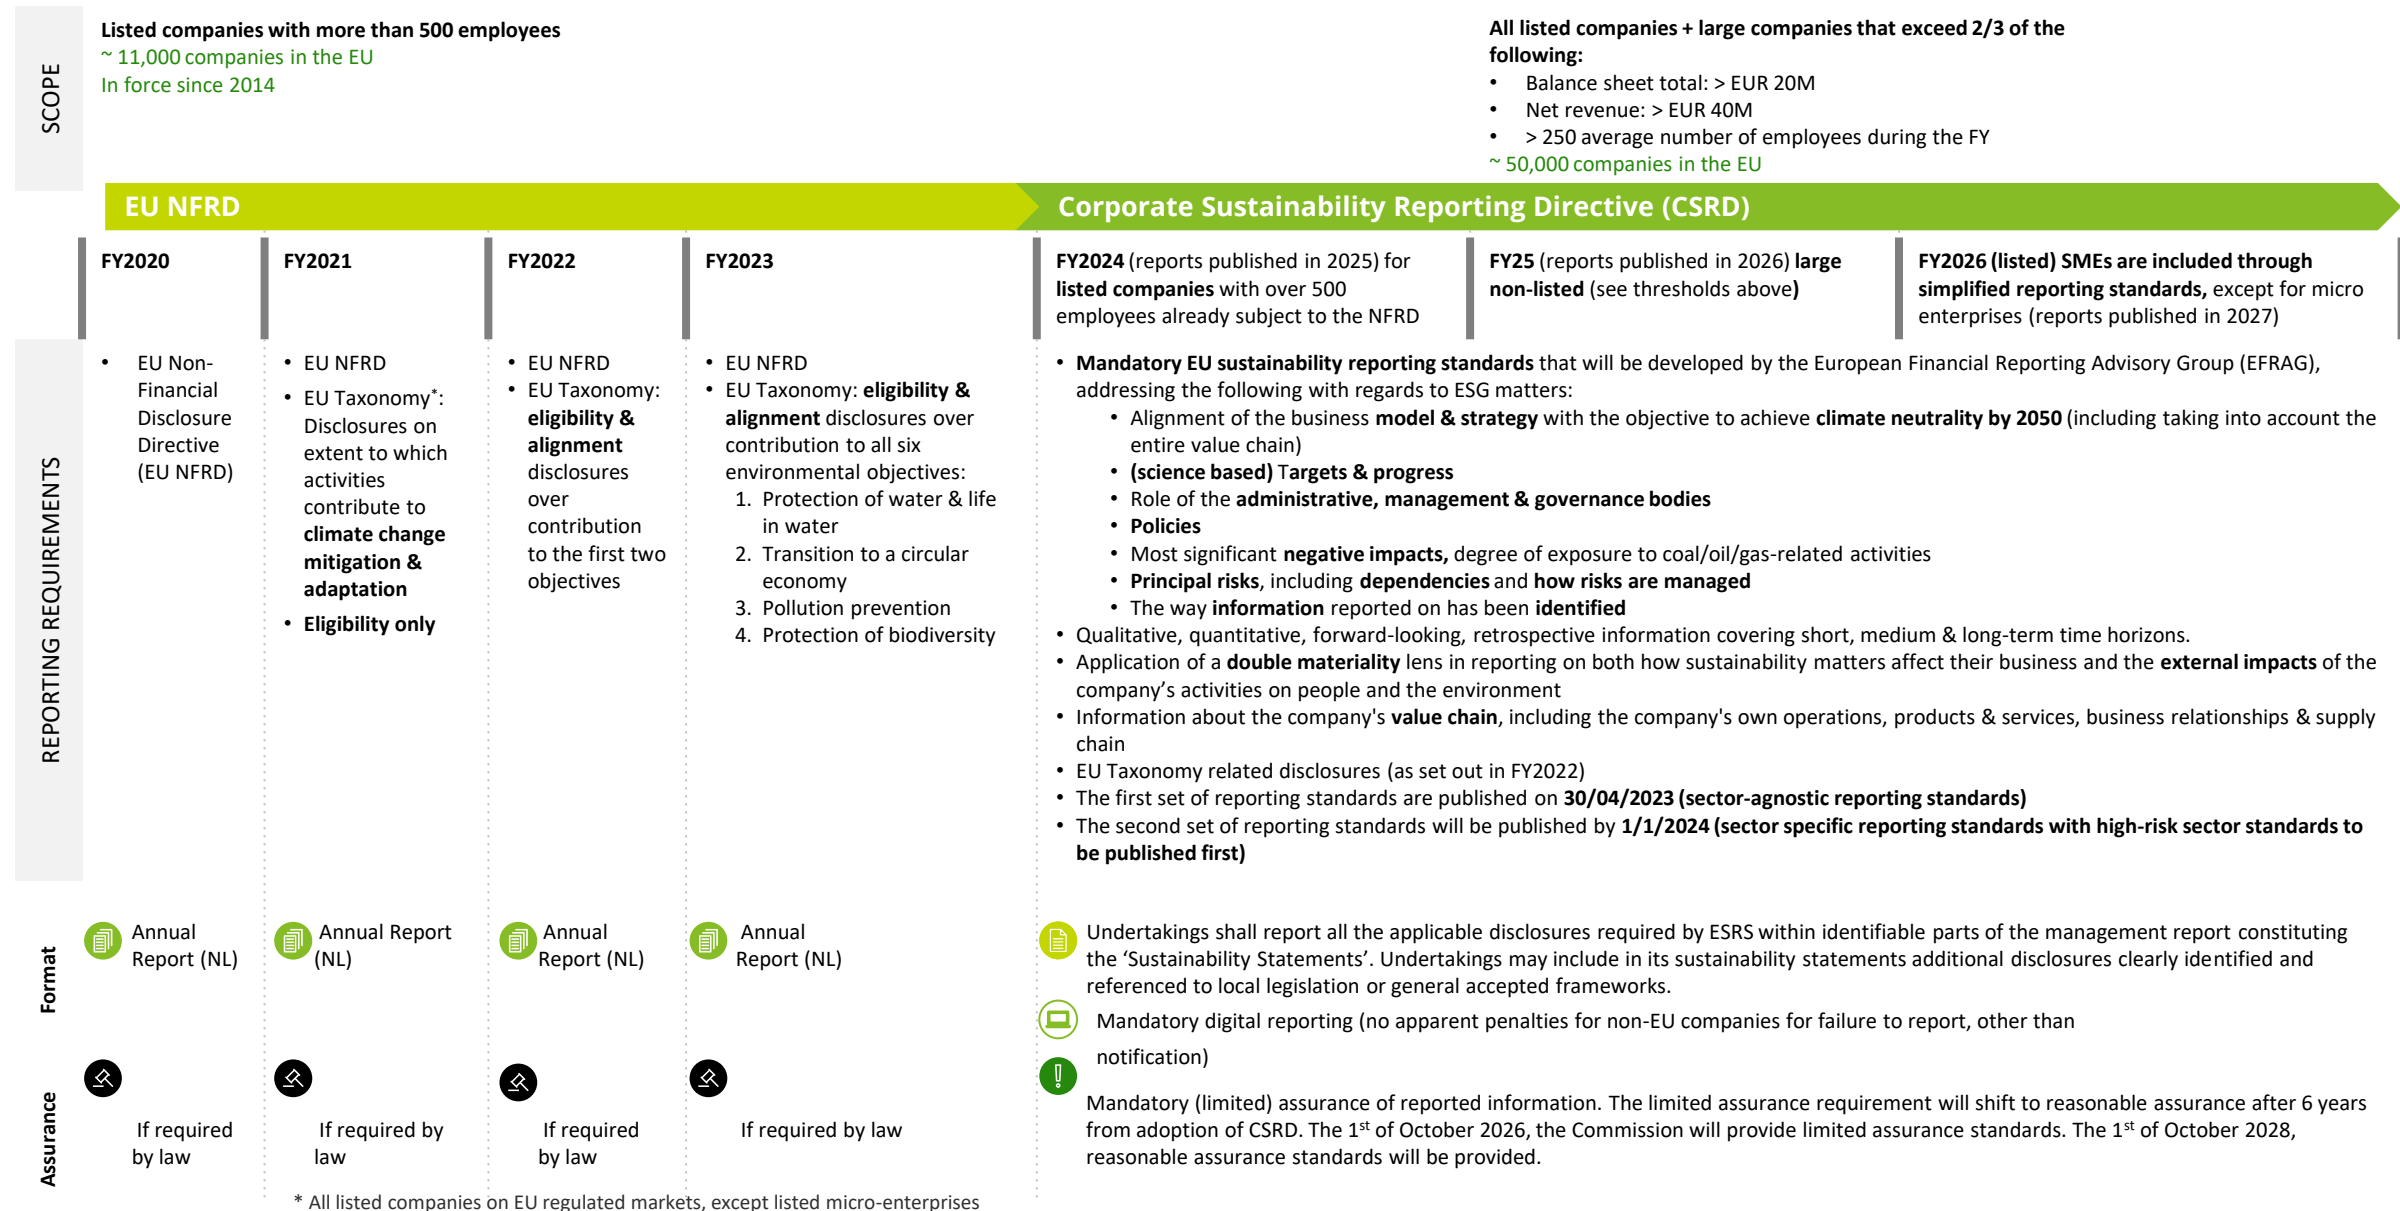 SCOPE
Listed companies with more than 500 employees
~ 11,000 companies in the EU
In force since 2014
All listed companies + large companies that exceed 2/3 of the
following:
• Balance sheet total: > EUR 20M
• Net revenue: > EUR 40M
• > 250 average number of employees during the FY
~ 50,000 companies in the EU
EU NFRD
Corporate Sustainability Reporting Directive (CSRD)
FY2020
FY2021
FY2022
FY2023
FY2024 (reports published in 2025) for
listed companies with over 500
employees already subject to the NFRD
FY25 (reports published in 2026) large
non-listed (see thresholds above)
FY2026 (listed) SMEs are included through
simplified reporting standards, except for micro
enterprises (reports published in 2027)
REPORTING REQUIREMENTS
• EU Non-
Financial
Disclosure
Directive
(EU NFRD)
• EU NFRD
• EU Taxonomy*:
Disclosures on
extent to which
activities
contribute to
climate change
mitigation &
adaptation
• Eligibility only
• EU NFRD
• EU Taxonomy:
eligibility &
alignment
disclosures
over
contribution
to the first two
objectives
• EU NFRD
• EU Taxonomy: eligibility &
alignment disclosures over
contribution to all six
environmental objectives:
1. Protection of water & life
in water
2. Transition to a circular
economy
3. Pollution prevention
4. Protection of biodiversity
• Mandatory EU sustainability reporting standards that will be developed by the European Financial Reporting Advisory Group (EFRAG),
addressing the following with regards to ESG matters:
• Alignment of the business model & strategy with the objective to achieve climate neutrality by 2050 (including taking into account the
entire value chain)
• (science based) Targets & progress
• Role of the administrative, management & governance bodies
• Policies
• Most significant negative impacts, degree of exposure to coal/oil/gas-related activities
• Principal risks, including dependencies and how risks are managed
• The way information reported on has been identified
• Qualitative, quantitative, forward-looking, retrospective information covering short, medium & long-term time horizons.
• Application of a double materiality lens in reporting on both how sustainability matters affect their business and the external impacts of the
company’s activities on people and the environment
• Information about the company's value chain, including the company's own operations, products & services, business relationships & supply
chain
• EU Taxonomy related disclosures (as set out in FY2022)
• The first set of reporting standards are published on 30/04/2023 (sector-agnostic reporting standards)
• The second set of reporting standards will be published by 1/1/2024 (sector specific reporting standards with high-risk sector standards to
be published first)
Format
Annual
Report (NL)
Annual Report
(NL)
Annual
Report (NL)
Annual
Report (NL)
Undertakings shall report all the applicable disclosures required by ESRS within identifiable parts of the management report constituting
the ‘Sustainability Statements’. Undertakings may include in its sustainability statements additional disclosures clearly identified and
referenced to local legislation or general accepted frameworks.
Mandatory digital reporting (no apparent penalties for non-EU companies for failure to report, other than
notification)
Assurance
If required
by law
If required by
law
If required
by law
If required by law
Mandatory (limited) assurance of reported information. The limited assurance requirement will shift to reasonable assurance after 6 years
from adoption of CSRD. The 1st of October 2026, the Commission will provide limited assurance standards. The 1st of October 2028,
reasonable assurance standards will be provided.
* All listed companies on EU regulated markets, except listed micro-enterprises